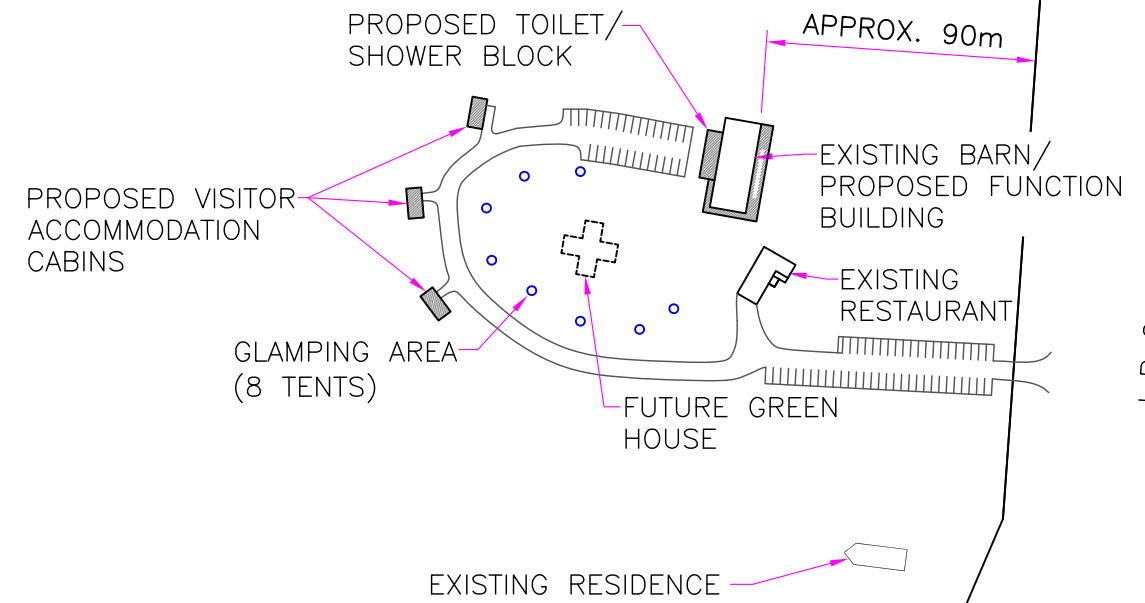 PROPOSED TOILET/
SHOWER BLOCK
APPROX. 90m
EXISTING BARN/
PROPOSED FUNCTION
BUILDING
PROPOSED VISITOR
ACCOMMODATION
CABINS
EXISTING
RESTAURANT
GLAMPING AREA
(8 TENTS)
FUTURE GREEN
HOUSE
EXISTING RESIDENCE